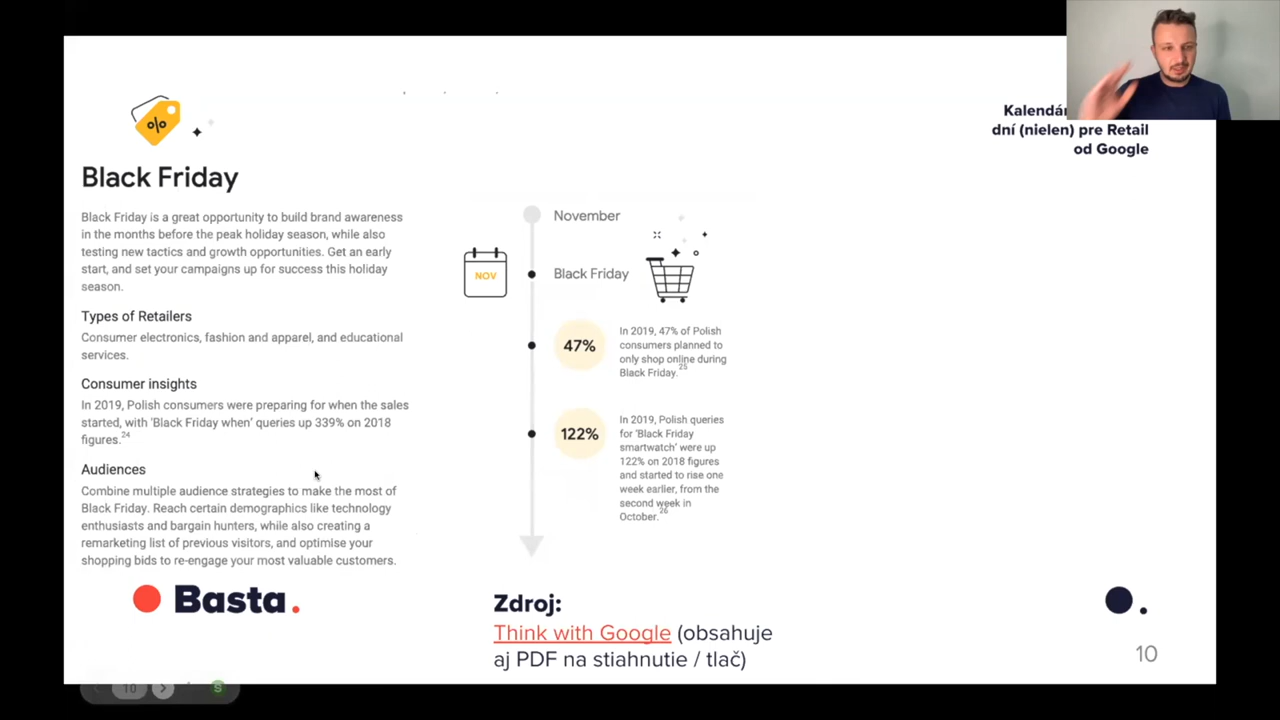 Kalendár
dní (nielen) pre Retail
od Google
%
Black Friday
Black Friday is a great opportunity to build brand awareness
in the months before the peak holiday season, while also
testing new tactics and growth opportunities. Get an early
start, and set your campaigns up for success this holiday
season.
Types of Retailers
Consumer electronics, fashion and apparel, and educational
services.
Consumer insights
In 2019, Polish consumers were preparing for when the sales
started, with 'Black Friday when' queries up 339% on 2018
figures.24
Audiences
Combine multiple audience strategies to make the most of
Black Friday. Reach certain demographics like technology
enthusiasts and bargain hunters, while also creating a
remarketing list of previous visitors, and optimise your
shopping bids to re-engage your most valuable customers.
November
NOV
Black Friday
47%
In 2019, 47% of Polish
consumers planned to
only shop online during
Black Friday.25
122%
In 2019, Polish queries
for 'Black Friday
smartwatch' were up
122% on 2018 figures
and started to rise one
week earlier, from the
second week in
October.26
Basta.
Zdroj:
Think with Google (obsahuje
aj PDF na stiahnutie / tlač)
10
10
S